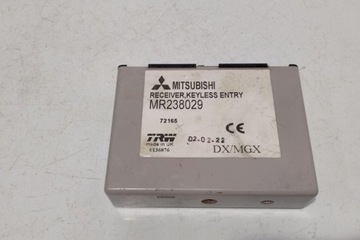 MITSUBISHI
RECEIVER,KEYLESS ENTRY
MR238029
72165
CE
TRW
made in UK
02-02-22
DX/MGX